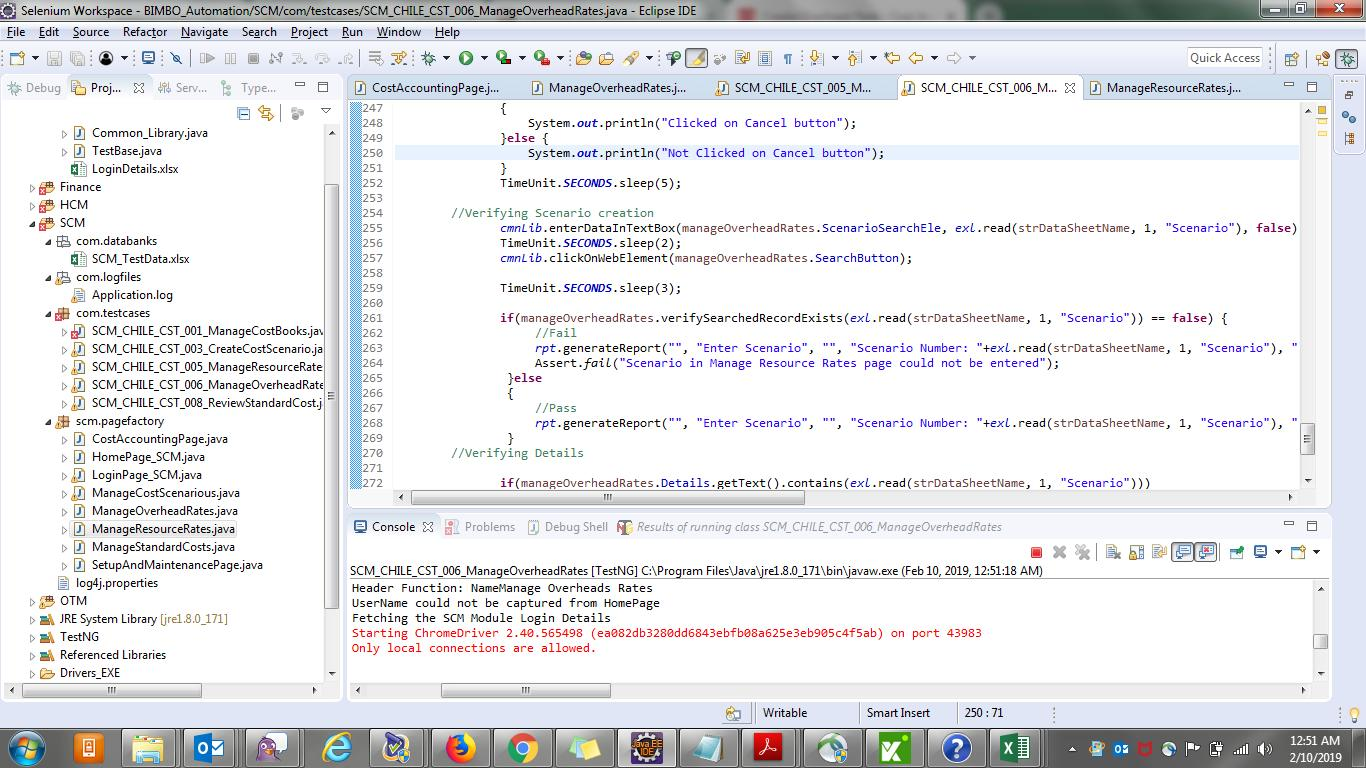 Selenium Workspace - BIMBO_Automation/SCM/com/testcases/SCM_CHILE_CST_006_ManageOverheadRates.java - Eclipse IDE
File Edit Source Refactor Navigate Search Project Run Window Help
Quick Access
Debug Proj... Serv... Type...
CostAccountingPage.j... ManageOverheadRates.j... SCM_CHILE_CST_005_M... SCM_CHILE_CST_006_M... ManageResourceRates.j...
Common_Library.java
TestBase.java
LoginDetails.xlsx
Finance
HCM
SCM
com.databanks
SCM_TestData.xlsx
com.logfiles
Application.log
com.testcases
SCM_CHILE_CST_001_ManageCostBooks.jav
SCM_CHILE_CST_003_CreateCostScenario.ja
SCM_CHILE_CST_005_ManageResourceRate
SCM_CHILE_CST_006_ManageOverheadRate
SCM_CHILE_CST_008_ReviewStandardCost.j
scm.pagefactory
CostAccountingPage.java
HomePage_SCM.java
LoginPage_SCM.java
ManageCostScenarious.java
ManageOverheadRates.java
ManageResourceRates.java
ManageStandardCosts.java
SetupAndMaintenancePage.java
log4j.properties
OTM
JRE System Library [jre1.8.0_171]
TestNG
Referenced Libraries
Drivers_EXE
247 {
248 System.out.println("Clicked on Cancel button");
249 }else {
250 System.out.println("Not Clicked on Cancel button");
251 }
252 TimeUnit.SECONDS.sleep(5);
253
254 //Verifying Scenario creation
255 cmnLib.enterDataInTextBox(manageOverheadRates.ScenarioSearchEle, exl.read(strDataSheetName, 1, "Scenario"), false)
256 TimeUnit.SECONDS.sleep(2);
257 cmnLib.clickOnWebElement(manageOverheadRates.SearchButton);
258
259 TimeUnit.SECONDS.sleep(3);
260
261 if(manageOverheadRates.verifySearchedRecordExists(exl.read(strDataSheetName, 1, "Scenario")) == false) {
262 //Fail
263 rpt.generateReport("", "Enter Scenario", "", "Scenario Number: "+exl.read(strDataSheetName, 1, "Scenario"), "
264 Assert.fail("Scenario in Manage Resource Rates page could not be entered");
265 }else
266 {
267 //Pass
268 rpt.generateReport("", "Enter Scenario", "", "Scenario Number: "+exl.read(strDataSheetName, 1, "Scenario"), "
269 }
270 //Verifying Details
271
272 if(manageOverheadRates.Details.getText().contains(exl.read(strDataSheetName, 1, "Scenario")))
Console Problems Debug Shell Results of running class SCM_CHILE_CST_006_ManageOverheadRates
SCM_CHILE_CST_006_ManageOverheadRates [TestNG] C:\Program Files\Java\jre1.8.0_171\bin\javaw.exe (Feb 10, 2019, 12:51:18 AM)
Header Function: NameManage Overheads Rates
UserName could not be captured from HomePage
Fetching the SCM Module Login Details
Starting ChromeDriver 2.40.565498 (ea082db3280dd6843ebfb08a625e3eb905c4f5ab) on port 43983
Only local connections are allowed.
Writable Smart Insert 250 : 71
12:51 AM
2/10/2019